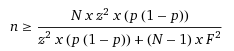 n ≥ N x z² x (p (1 − p)) / z² x (p (1 − p)) + (N − 1) x F²